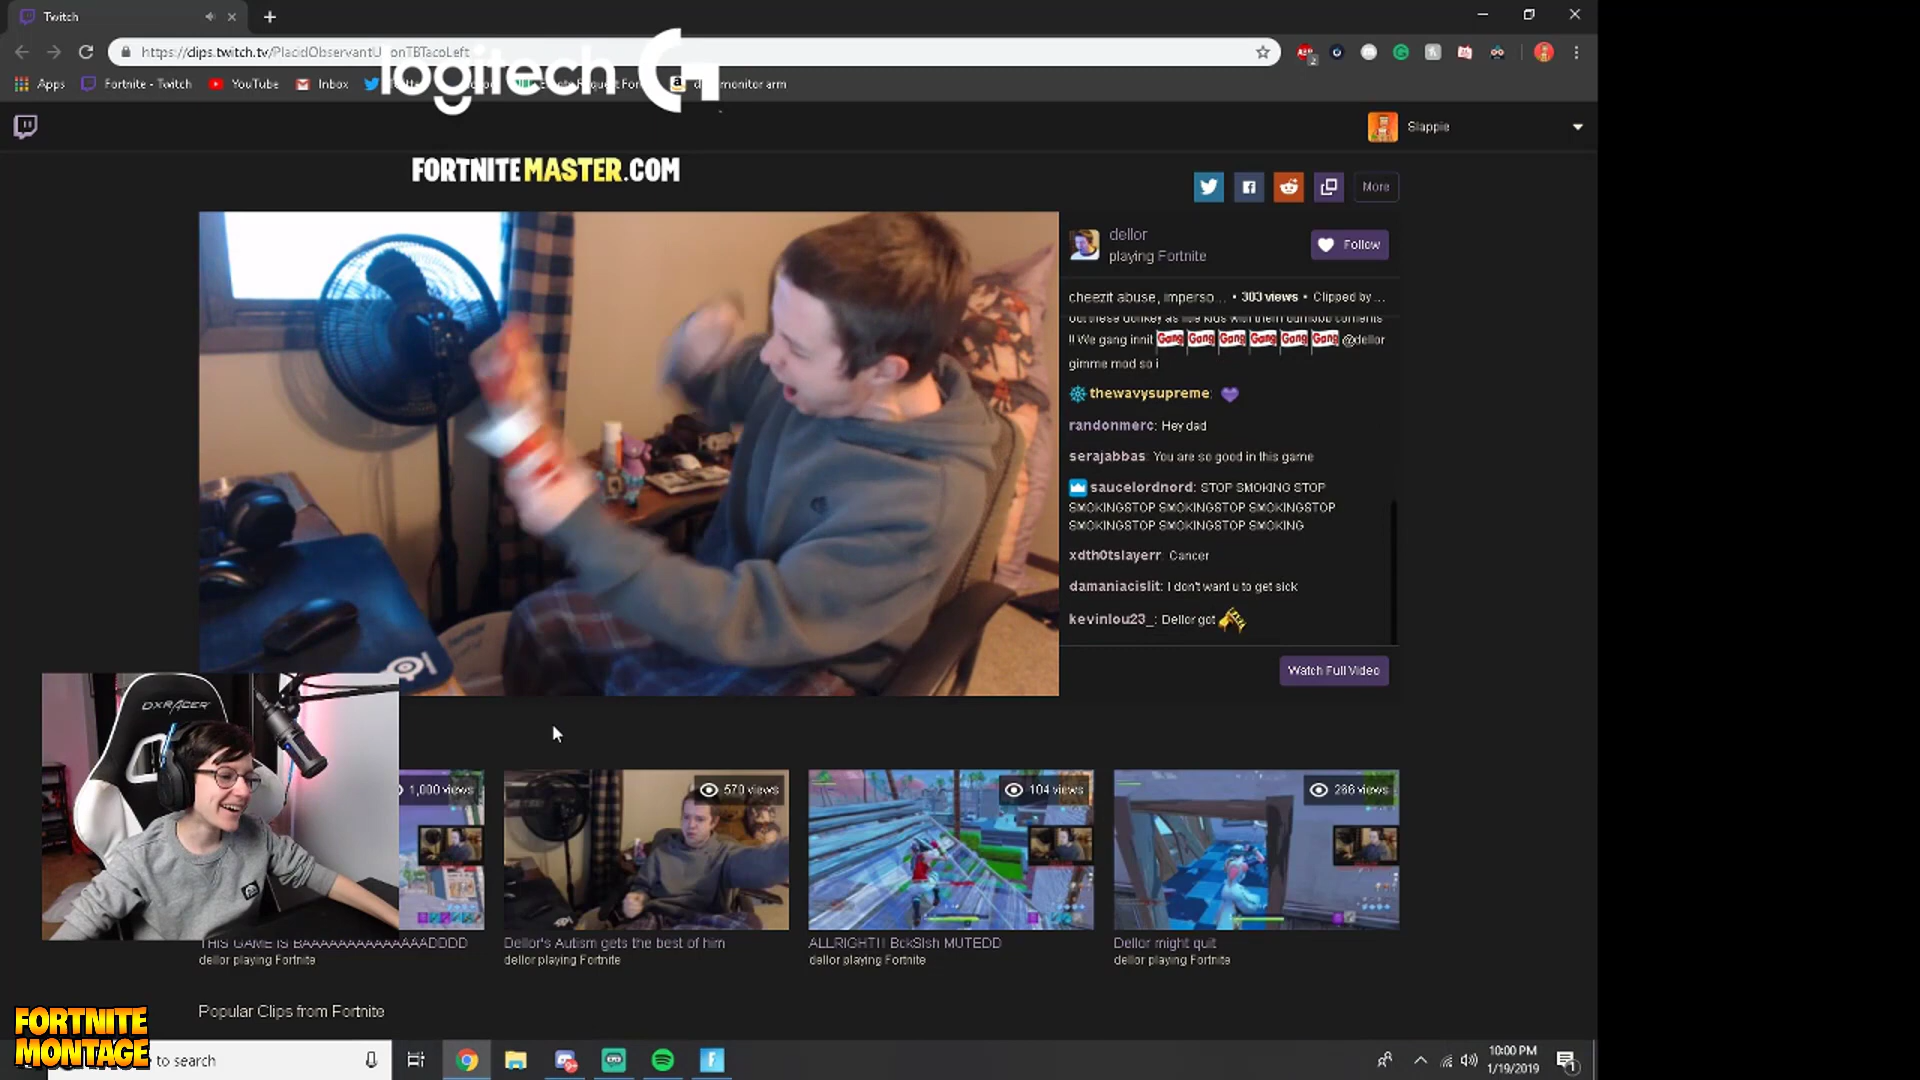 Twitch
https://clips.twitch.tv/PlacidObservantU onTBTacoLeft
logitech G
Apps
Fortnite - Twitch
YouTube
Inbox
monitor arm
Slappie
FORTNITEMASTER.COM
More
dellor
playing Fortnite
Follow
cheezit abuse, imperso... • 303 views • Clipped by ...
!! We gang innit Gang Gang Gang Gang Gang Gang @dellor
gimme mod so i
thewavysupreme:
randonmerc: Hey dad
serajabbas: You are so good in this game
saucelordnord: STOP SMOKING STOP
SMOKINGSTOP SMOKINGSTOP SMOKINGSTOP
SMOKINGSTOP SMOKINGSTOP SMOKING
xdth0tslayerr: Cancer
damaniacislit: I don't want u to get sick
kevinlou23_: Dellor got
Watch Full Video
DXRACER
1,000 views
570 views
104 views
266 views
THIS GAME IS BAAAAAAAAAAAAAADDDD
dellor playing Fortnite
Dellor's Autism gets the best of him
dellor playing Fortnite
ALLRIGHT!! BckSlsh MUTEDD
dellor playing Fortnite
Dellor might quit
dellor playing Fortnite
Popular Clips from Fortnite
FORTNITE
MONTAGE
to search
10:00 PM
1/19/2019